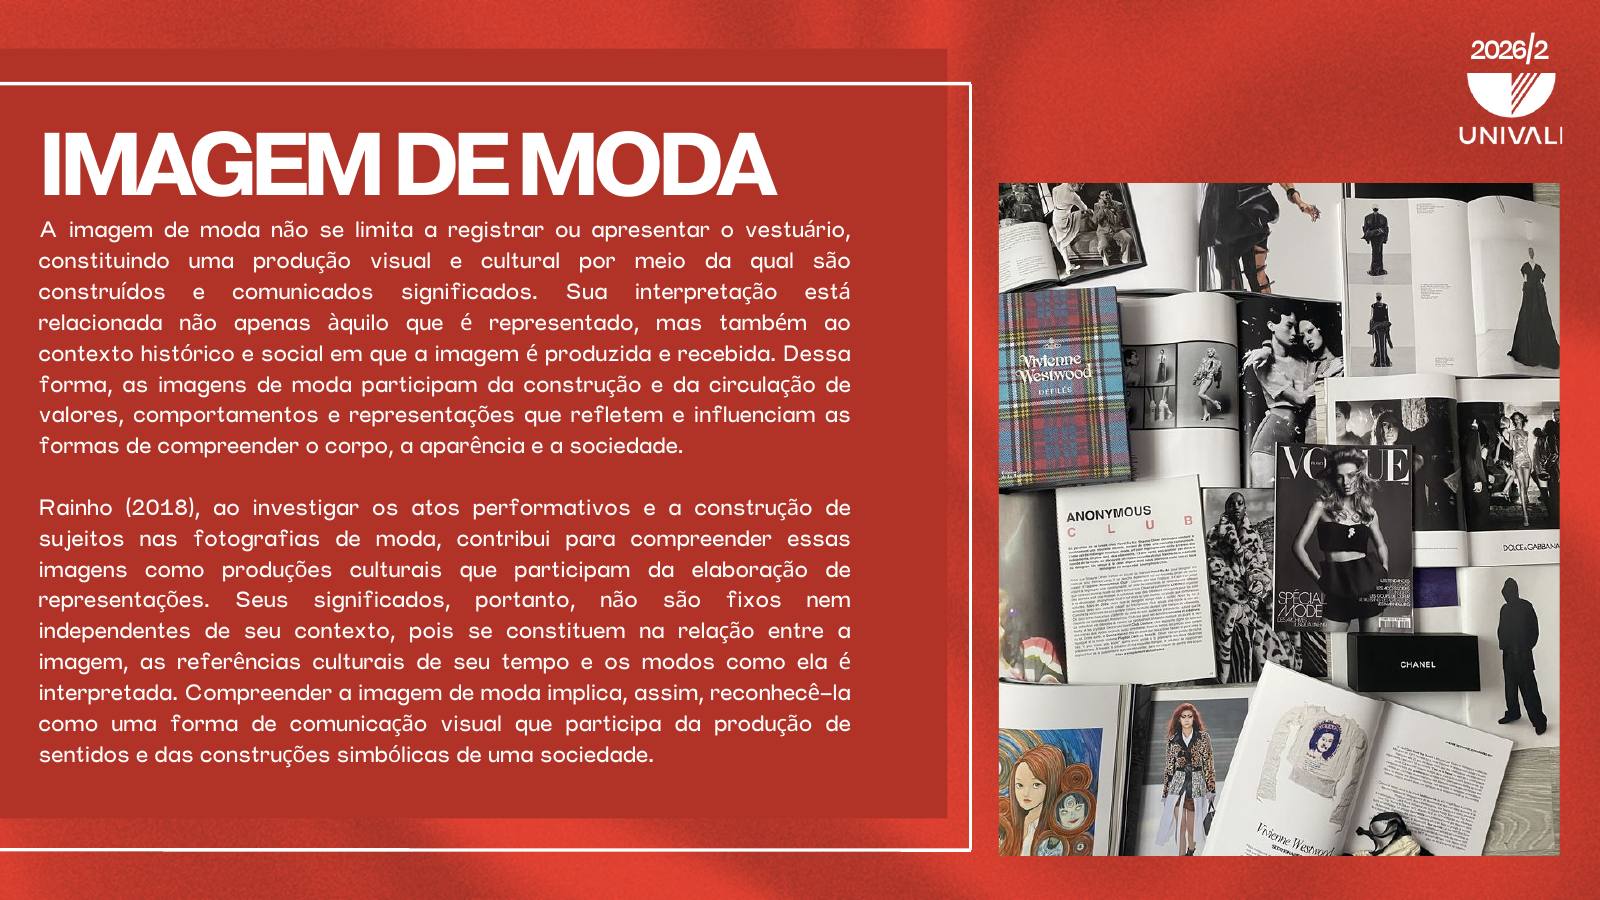 2026/2
UNIVALI
IMAGEM DE MODA
A imagem de moda não se limita a registrar ou apresentar o vestuário,
constituindo uma produção visual e cultural por meio da qual são
construídos e comunicados significados. Sua interpretação está
relacionada não apenas àquilo que é representado, mas também ao
contexto histórico e social em que a imagem é produzida e recebida. Dessa
forma, as imagens de moda participam da construção e da circulação de
valores, comportamentos e representações que refletem e influenciam as
formas de compreender o corpo, a aparência e a sociedade.
Rainho (2018), ao investigar os atos performativos e a construção de
sujeitos nas fotografias de moda, contribui para compreender essas
imagens como produções culturais que participam da elaboração de
representações. Seus significados, portanto, não são fixos nem
independentes de seu contexto, pois se constituem na relação entre a
imagem, as referências culturais de seu tempo e os modos como ela é
interpretada. Compreender a imagem de moda implica, assim, reconhecê-la
como uma forma de comunicação visual que participa da produção de
sentidos e das construções simbólicas de uma sociedade.
Vivienne
Westwood
DÉFILÉS
VOGUE
ANONYMOUS
CLUB
SPÉCIAL
MODE
DOLCE & GABBANA
CHANEL
Vivienne Westwood